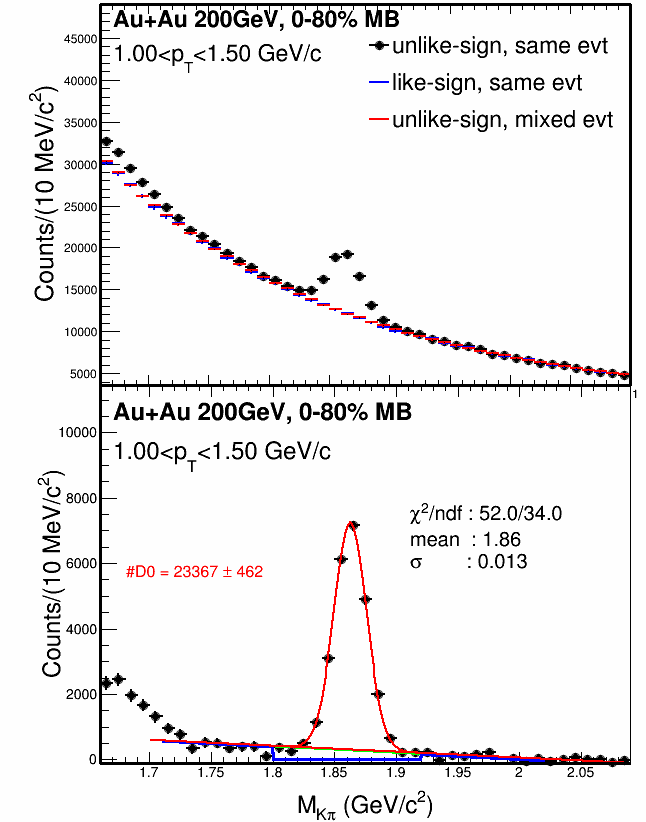 Au+Au 200GeV, 0-80% MB
1.00<p_T<1.50 GeV/c
unlike-sign, same evt
like-sign, same evt
unlike-sign, mixed evt
Counts/(10 MeV/c²)
45000
40000
35000
30000
25000
20000
15000
10000
5000
1
Au+Au 200GeV, 0-80% MB
1.00<p_T<1.50 GeV/c
χ²/ndf : 52.0/34.0
mean : 1.86
σ : 0.013
#D0 = 23367 ± 462
Counts/(10 MeV/c²)
10000
8000
6000
4000
2000
0
1.7 1.75 1.8 1.85 1.9 1.95 2 2.05
M_Kπ (GeV/c²)